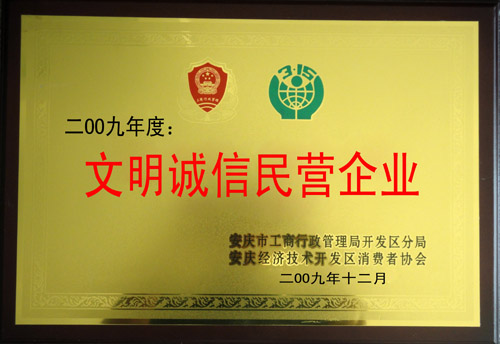 3·15
二00九年度：
文明诚信民营企业
安庆市工商行政管理局开发区分局
安庆经济技术开发区消费者协会
二00九年十二月